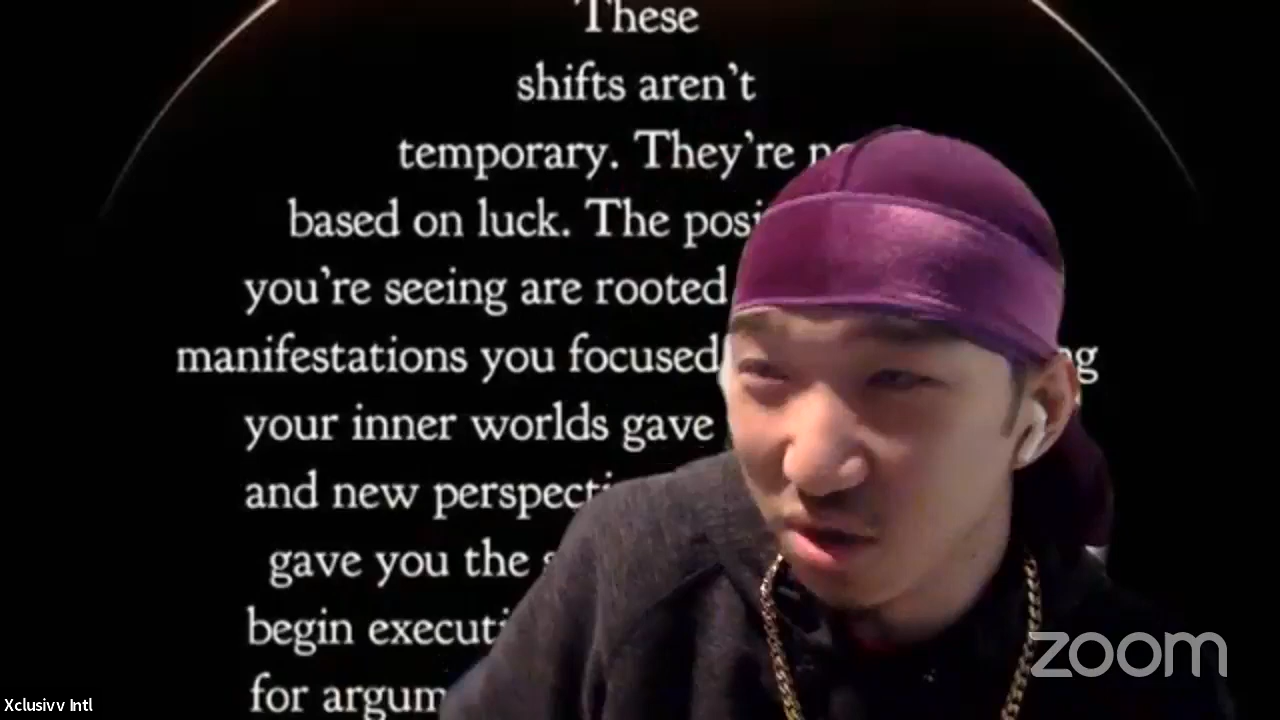 These
shifts aren't
temporary. They're
based on luck. The
you're seeing are rooted
manifestations you focused
your inner worlds gave
and new
gave you the
begin
for
zoom
Xclusivv Intl